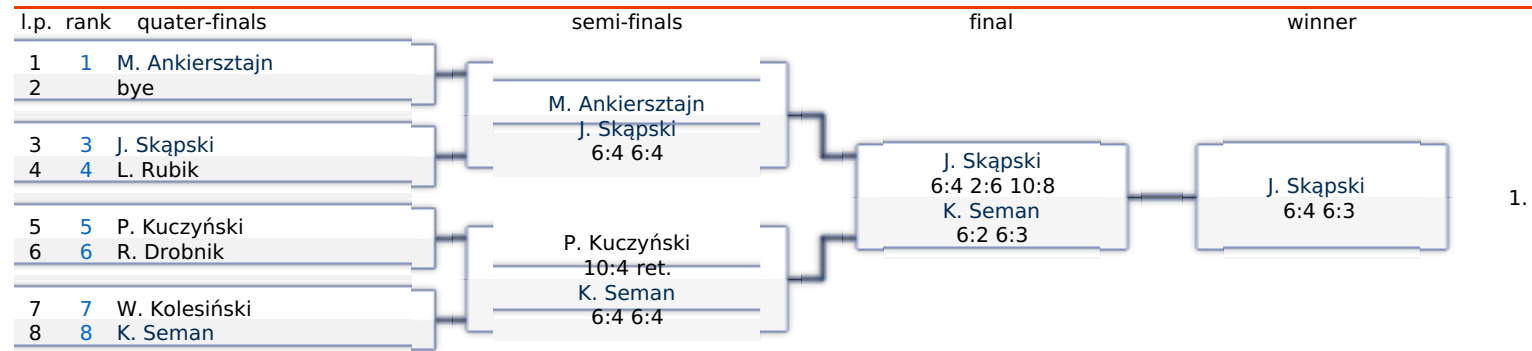 l.p. rank quater-finals semi-finals final winner
1 1 M. Ankiersztajn
2 bye
M. Ankiersztajn
J. Skąpski
6:4 6:4
3 3 J. Skąpski
4 4 L. Rubik
J. Skąpski
6:4 2:6 10:8
K. Seman
6:2 6:3
J. Skąpski
6:4 6:3
1.
5 5 P. Kuczyński
6 6 R. Drobnik
P. Kuczyński
10:4 ret.
K. Seman
6:4 6:4
7 7 W. Kolesiński
8 8 K. Seman